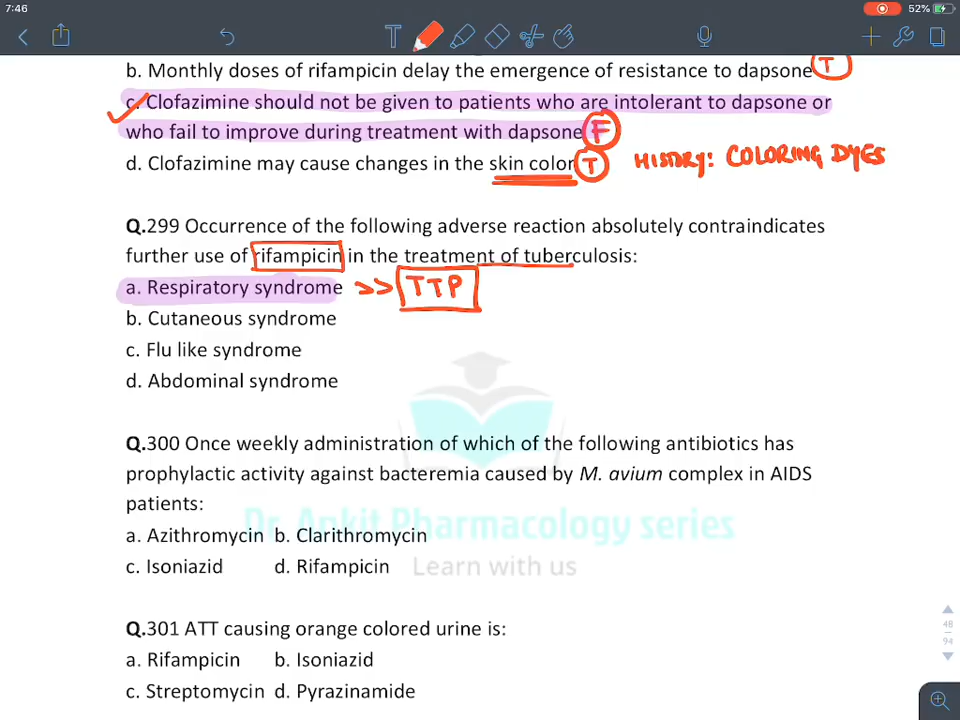 7:46
52%
b. Monthly doses of rifampicin delay the emergence of resistance to dapsone T
c. Clofazimine should not be given to patients who are intolerant to dapsone or
who fail to improve during treatment with dapsone F
d. Clofazimine may cause changes in the skin color T HISTORY: COLORING DYES
Q.299 Occurrence of the following adverse reaction absolutely contraindicates
further use of rifampicin in the treatment of tuberculosis:
a. Respiratory syndrome >> TTP
b. Cutaneous syndrome
c. Flu like syndrome
d. Abdominal syndrome
Q.300 Once weekly administration of which of the following antibiotics has
prophylactic activity against bacteremia caused by M. avium complex in AIDS
patients:
Dr. Ankit Pharmacology series
a. Azithromycin b. Clarithromycin
c. Isoniazid d. Rifampicin
Learn with us
Q.301 ATT causing orange colored urine is:
a. Rifampicin b. Isoniazid
c. Streptomycin d. Pyrazinamide
48
94